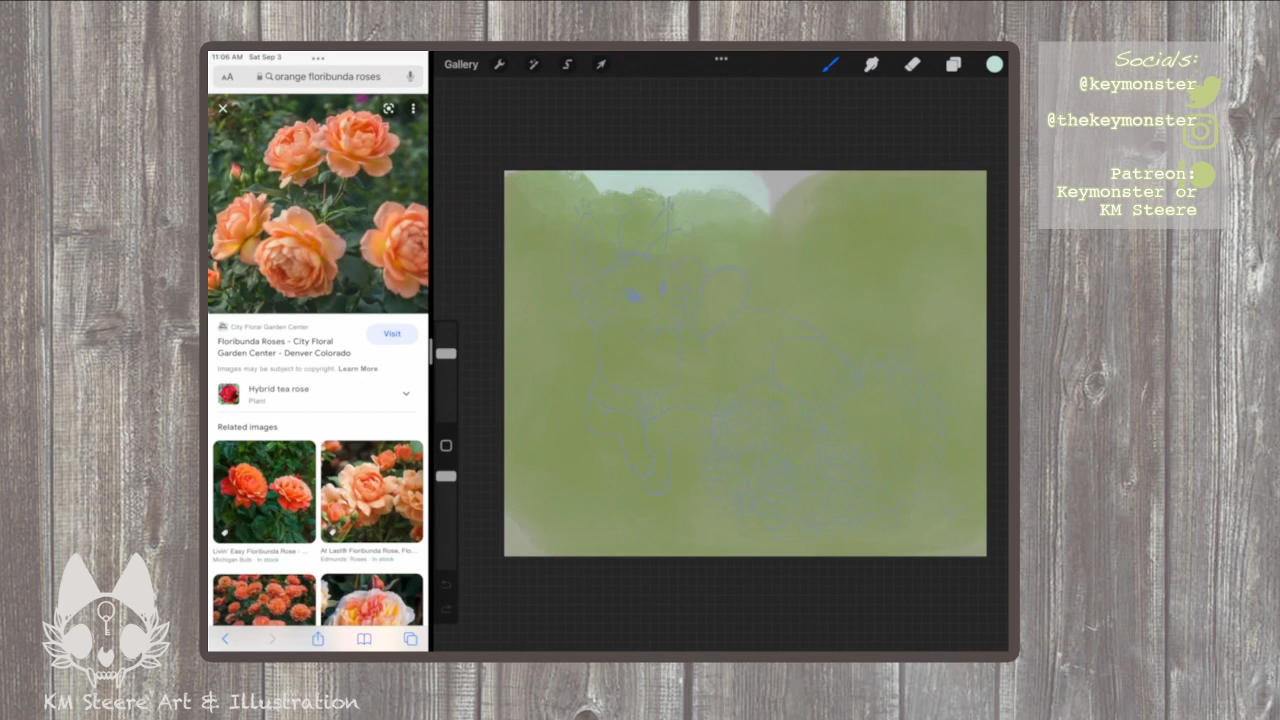 11:06 AM Sat Sep 3
AA
orange floribunda roses
City Floral Garden Center
Visit
Floribunda Roses - City Floral
Garden Center - Denver Colorado
Images may be subject to copyright. Learn More
Hybrid tea rose
Plant
Related images
Livin' Easy Floribunda Rose - ...
Michigan Bulb · In stock
At Last® Floribunda Rose, Flo...
Edmunds' Roses · In stock
Gallery
Socials:
@keymonster
@thekeymonster
Patreon:
Keymonster or
KM Steere
KM Steere Art & Illustration